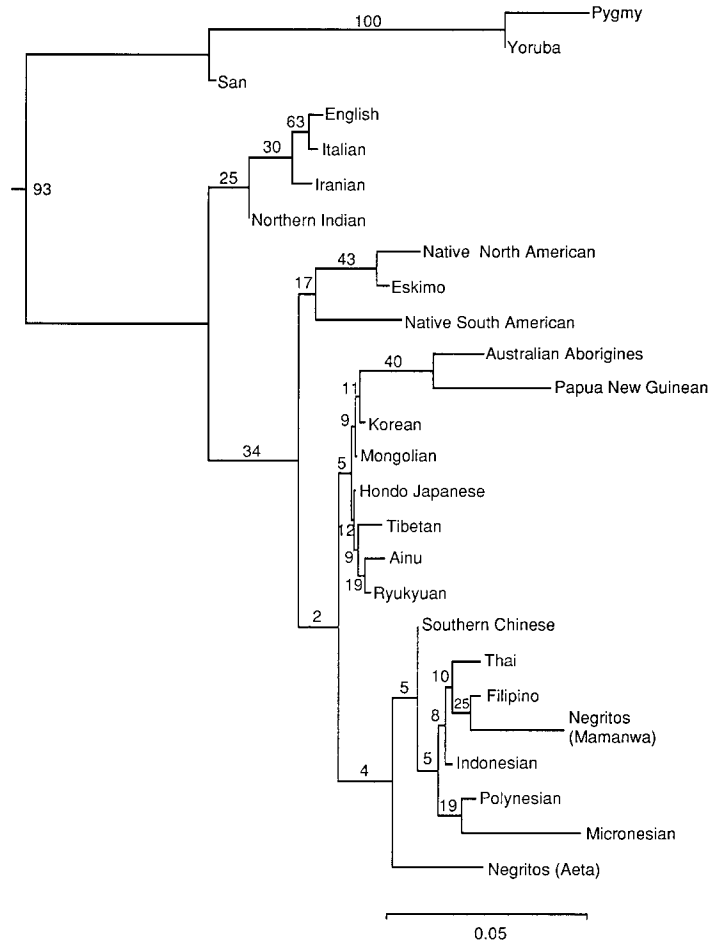 Pygmy
100
Yoruba
San
English
63
Italian
30
Iranian
25
93
Northern Indian
Native North American
43
Eskimo
17
Native South American
Australian Aborigines
40
Papua New Guinean
11
9
Korean
34
Mongolian
5
Hondo Japanese
12
Tibetan
9
Ainu
19
Ryukyuan
2
Southern Chinese
Thai
10
5
Filipino
25
8
Negritos
(Mamanwa)
5
Indonesian
4
Polynesian
19
Micronesian
Negritos (Aeta)
0.05